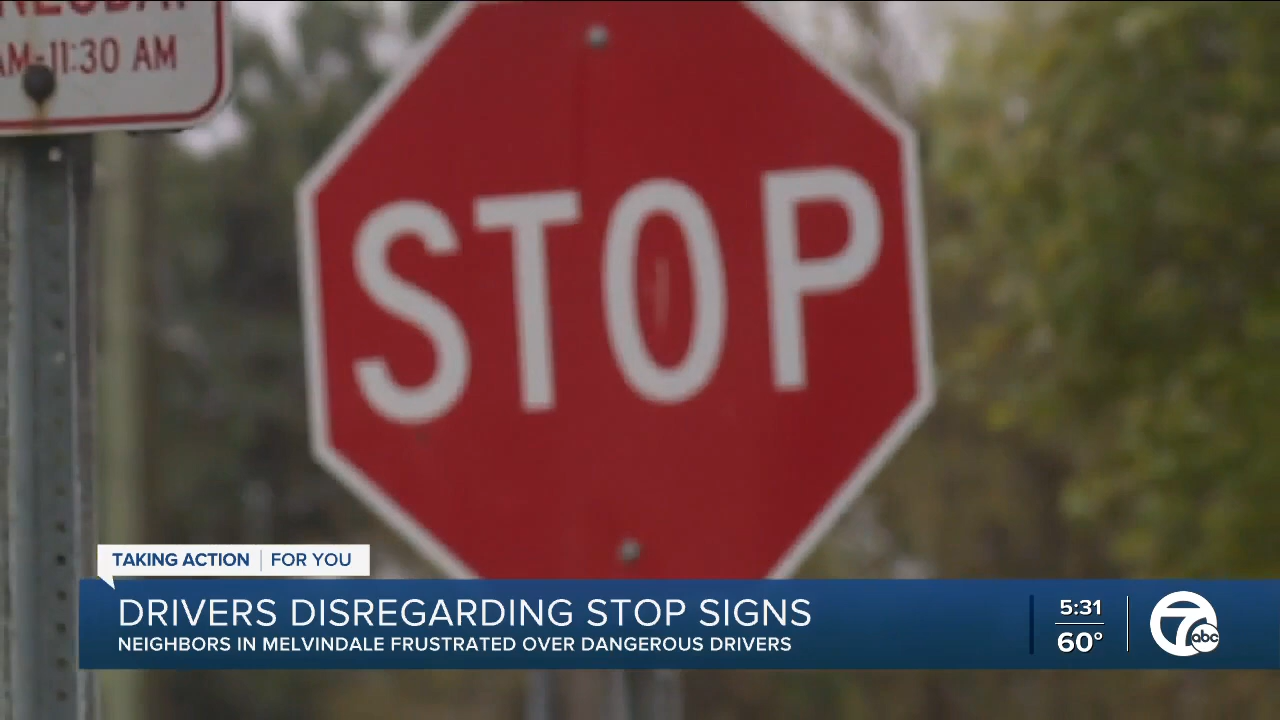 AM-11:30 AM
STOP
TAKING ACTION | FOR YOU
DRIVERS DISREGARDING STOP SIGNS
NEIGHBORS IN MELVINDALE FRUSTRATED OVER DANGEROUS DRIVERS
5:31
60°
7 abc